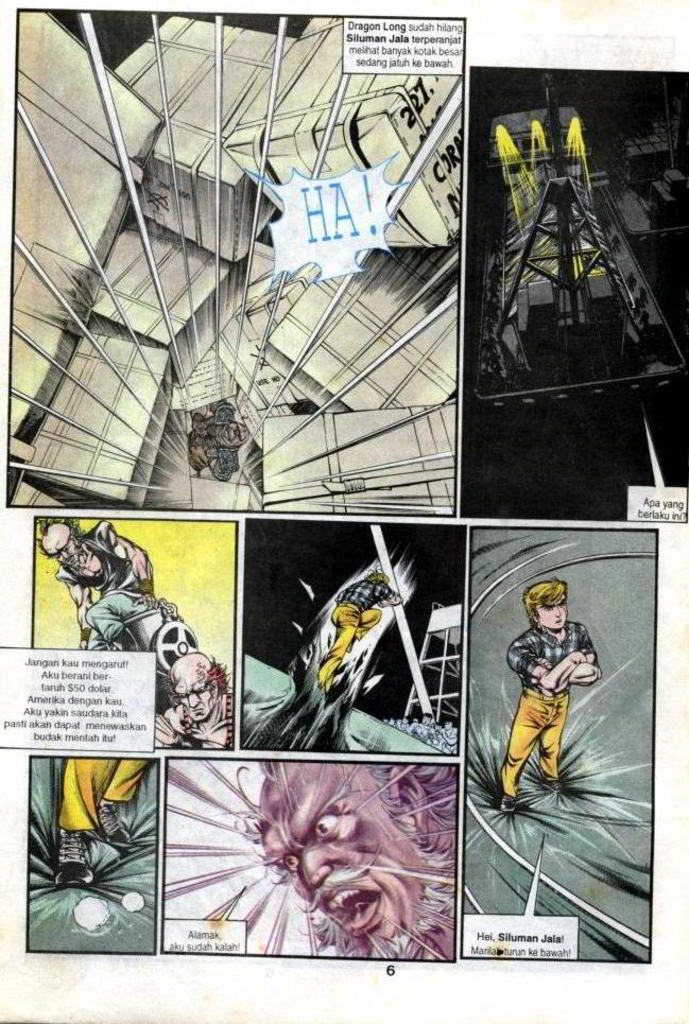 Dragon Long sudah hilang.
Siluman Jala terperanjat
melihat banyak kotak besar
sedang jatuh ke bawah.
HA!
Apa yang
berlaku ini?
Jangan kau mengarut!
Aku berani ber-
taruh $50 dolar
Amerika dengan kau.
Aku yakin saudara kita
pasti akan dapat menewaskan
budak mentah itu!
Alamak,
aku sudah kalah!
Hei, Siluman Jala!
Marilah turun ke bawah!
6